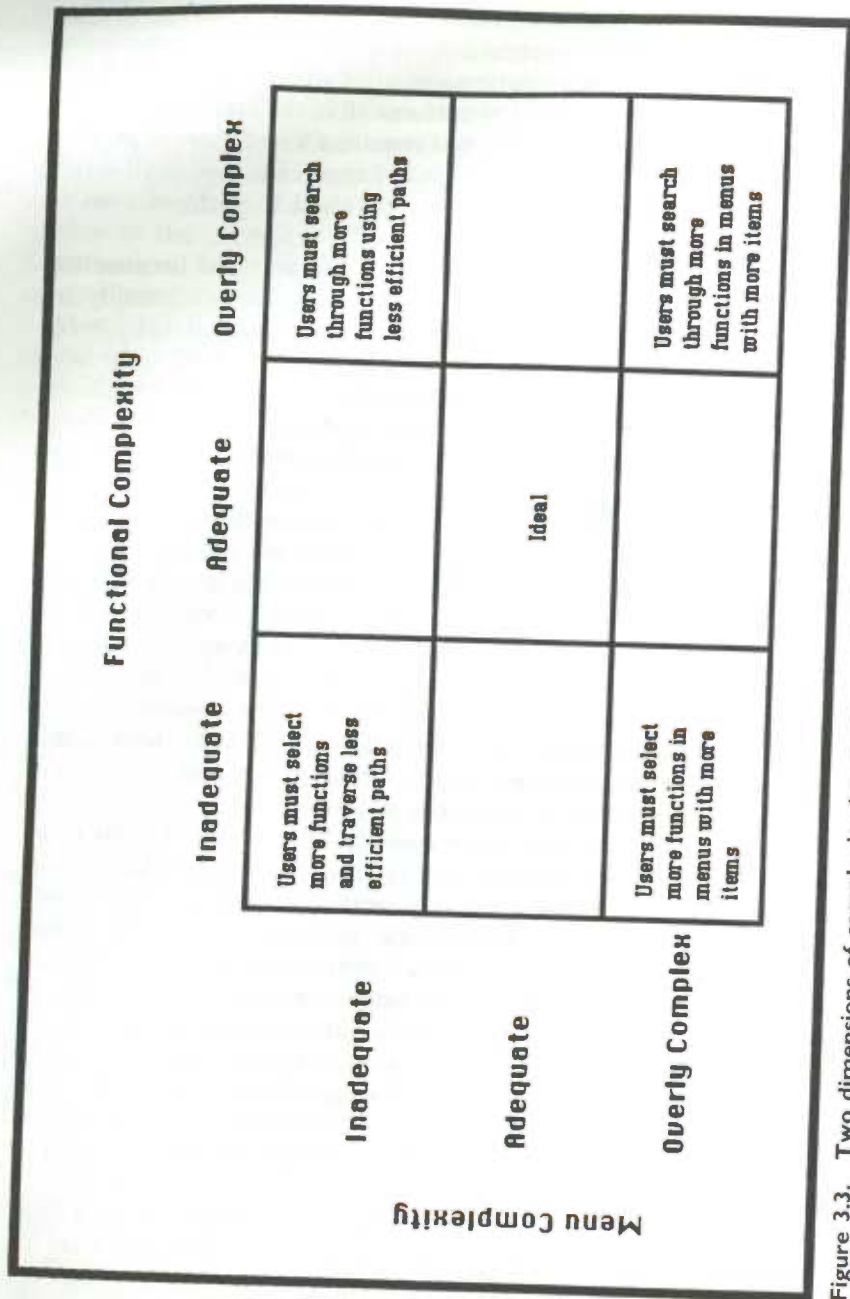 Functional Complexity
Inadequate Adequate Overly Complex
Menu Complexity
Inadequate
Users must select
more functions
and traverse less
efficient paths
Users must search
through more
functions using
less efficient paths
Adequate
Ideal
Overly Complex
Users must select
more functions in
menus with more
items
Users must search
through more
functions in menus
with more items
Figure 3.3. Two dimensions of